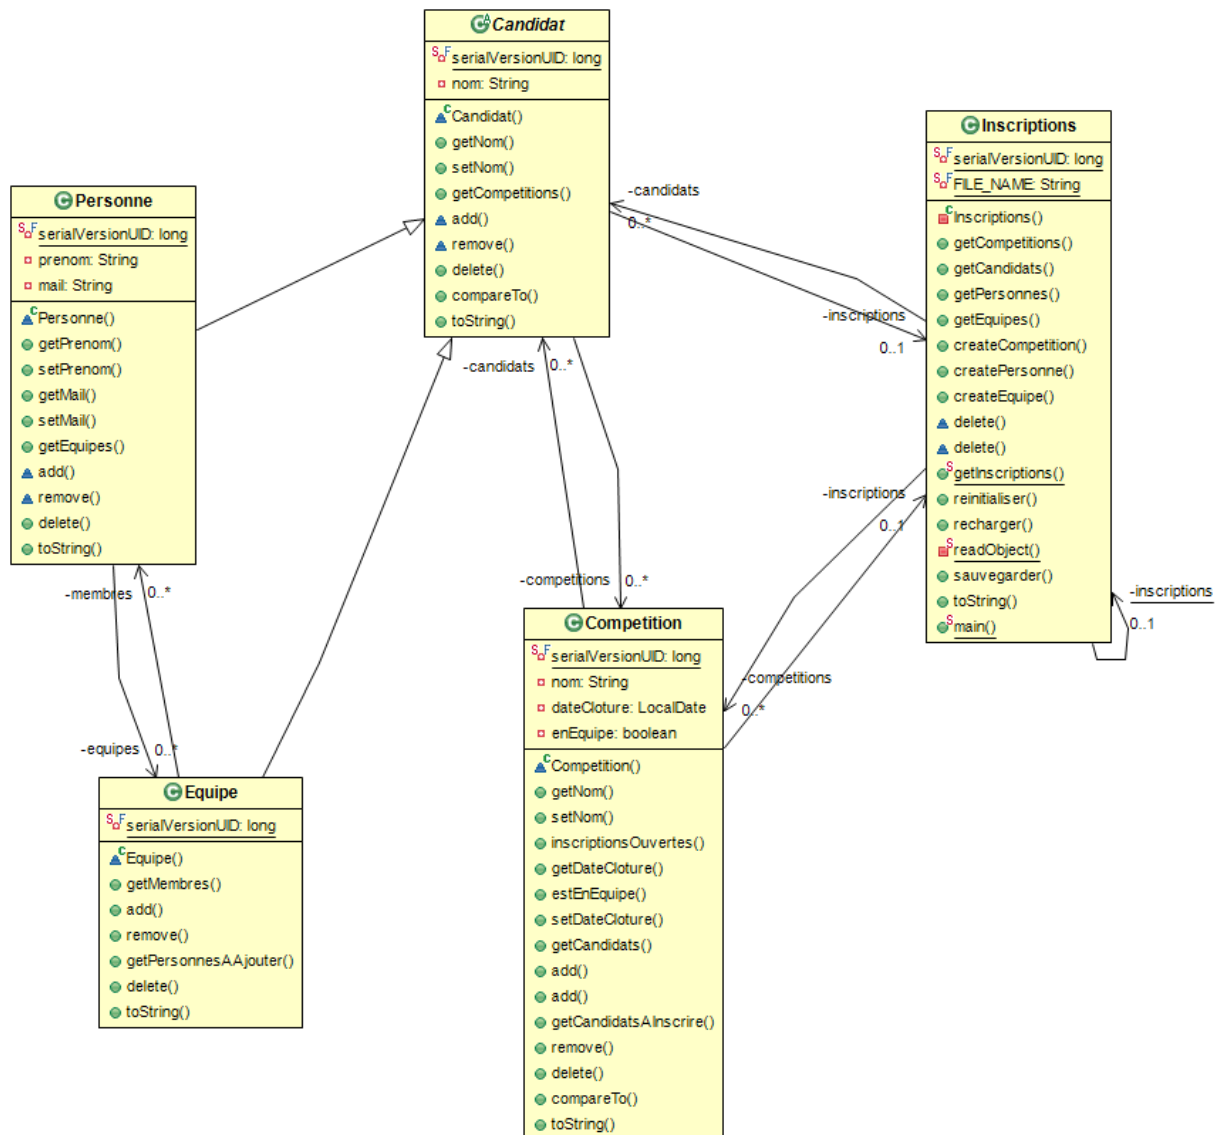 Candidat
serialVersionUID: long
nom: String
Candidat()
getNom()
setNom()
getCompetitions()
add()
remove()
delete()
compareTo()
toString()
Inscriptions
serialVersionUID: long
FILE_NAME: String
Inscriptions()
getCompetitions()
getCandidats()
getPersonnes()
getEquipes()
createCompetition()
createPersonne()
createEquipe()
delete()
delete()
getInscriptions()
reinitialiser()
recharger()
readObject()
sauvegarder()
toString()
main()
Personne
serialVersionUID: long
prenom: String
mail: String
Personne()
getPrenom()
setPrenom()
getMail()
setMail()
getEquipes()
add()
remove()
delete()
toString()
-candidats
0..*
-inscriptions
0..1
-candidats
0..*
-inscriptions
0..1
-competitions
0..*
-inscriptions
0..1
-membres
0..*
-competitions
0..*
-equipes
0..*
Equipe
serialVersionUID: long
Equipe()
getMembres()
add()
remove()
getPersonnesAAjouter()
delete()
toString()
Competition
serialVersionUID: long
nom: String
dateCloture: LocalDate
enEquipe: boolean
Competition()
getNom()
setNom()
inscriptionsOuvertes()
getDateCloture()
estEnEquipe()
setDateCloture()
getCandidats()
add()
add()
getCandidatsAInscrire()
remove()
delete()
compareTo()
toString()